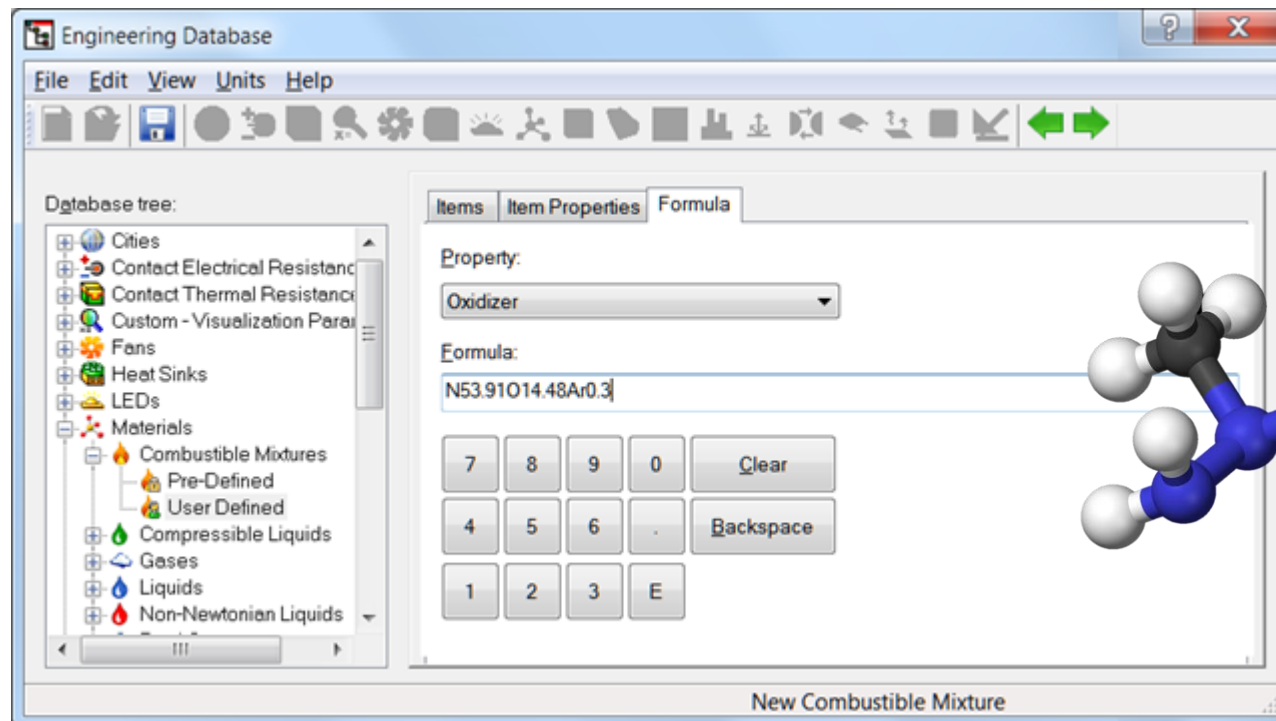 Engineering Database
File Edit View Units Help
Database tree:
Cities
Contact Electrical Resistanc
Contact Thermal Resistance
Custom - Visualization Parar
Fans
Heat Sinks
LEDs
Materials
Combustible Mixtures
Pre-Defined
User Defined
Compressible Liquids
Gases
Liquids
Non-Newtonian Liquids
Items Item Properties Formula
Property:
Oxidizer
Formula:
N53.91O14.48Ar0.3
7 8 9 0 Clear
4 5 6 . Backspace
1 2 3 E
New Combustible Mixture